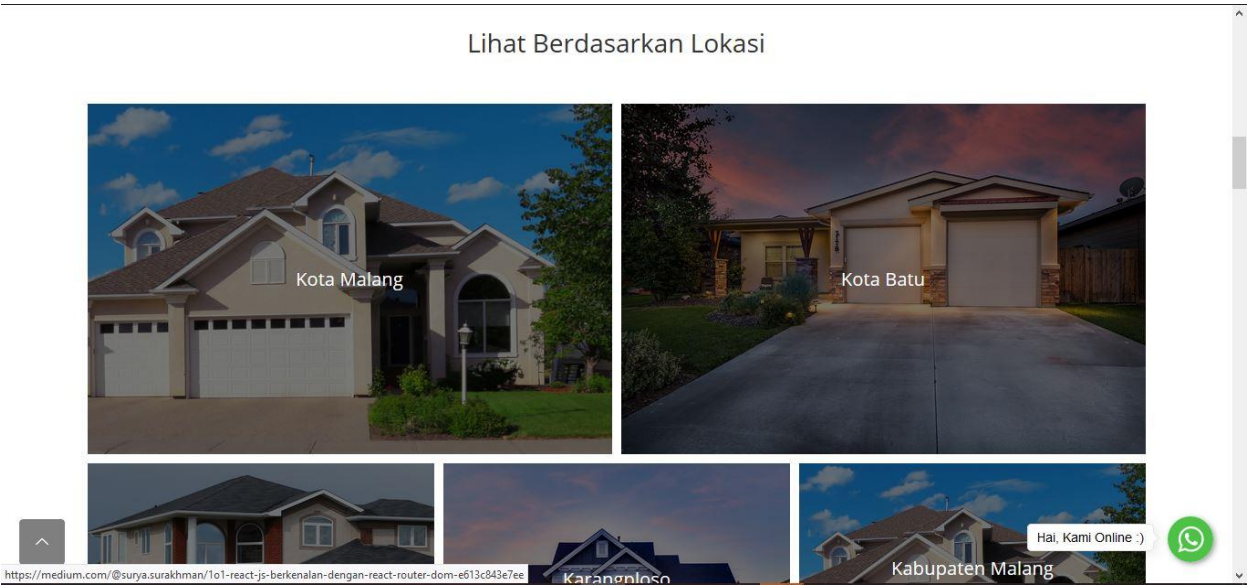 Lihat Berdasarkan Lokasi
Kota Malang
Kota Batu
Hai, Kami Online :)
Karangploso
Kabupaten Malang
https://medium.com/@surya.surakhman/1o1-react-js-berkenalan-dengan-react-router-dom-e613c843e7ee